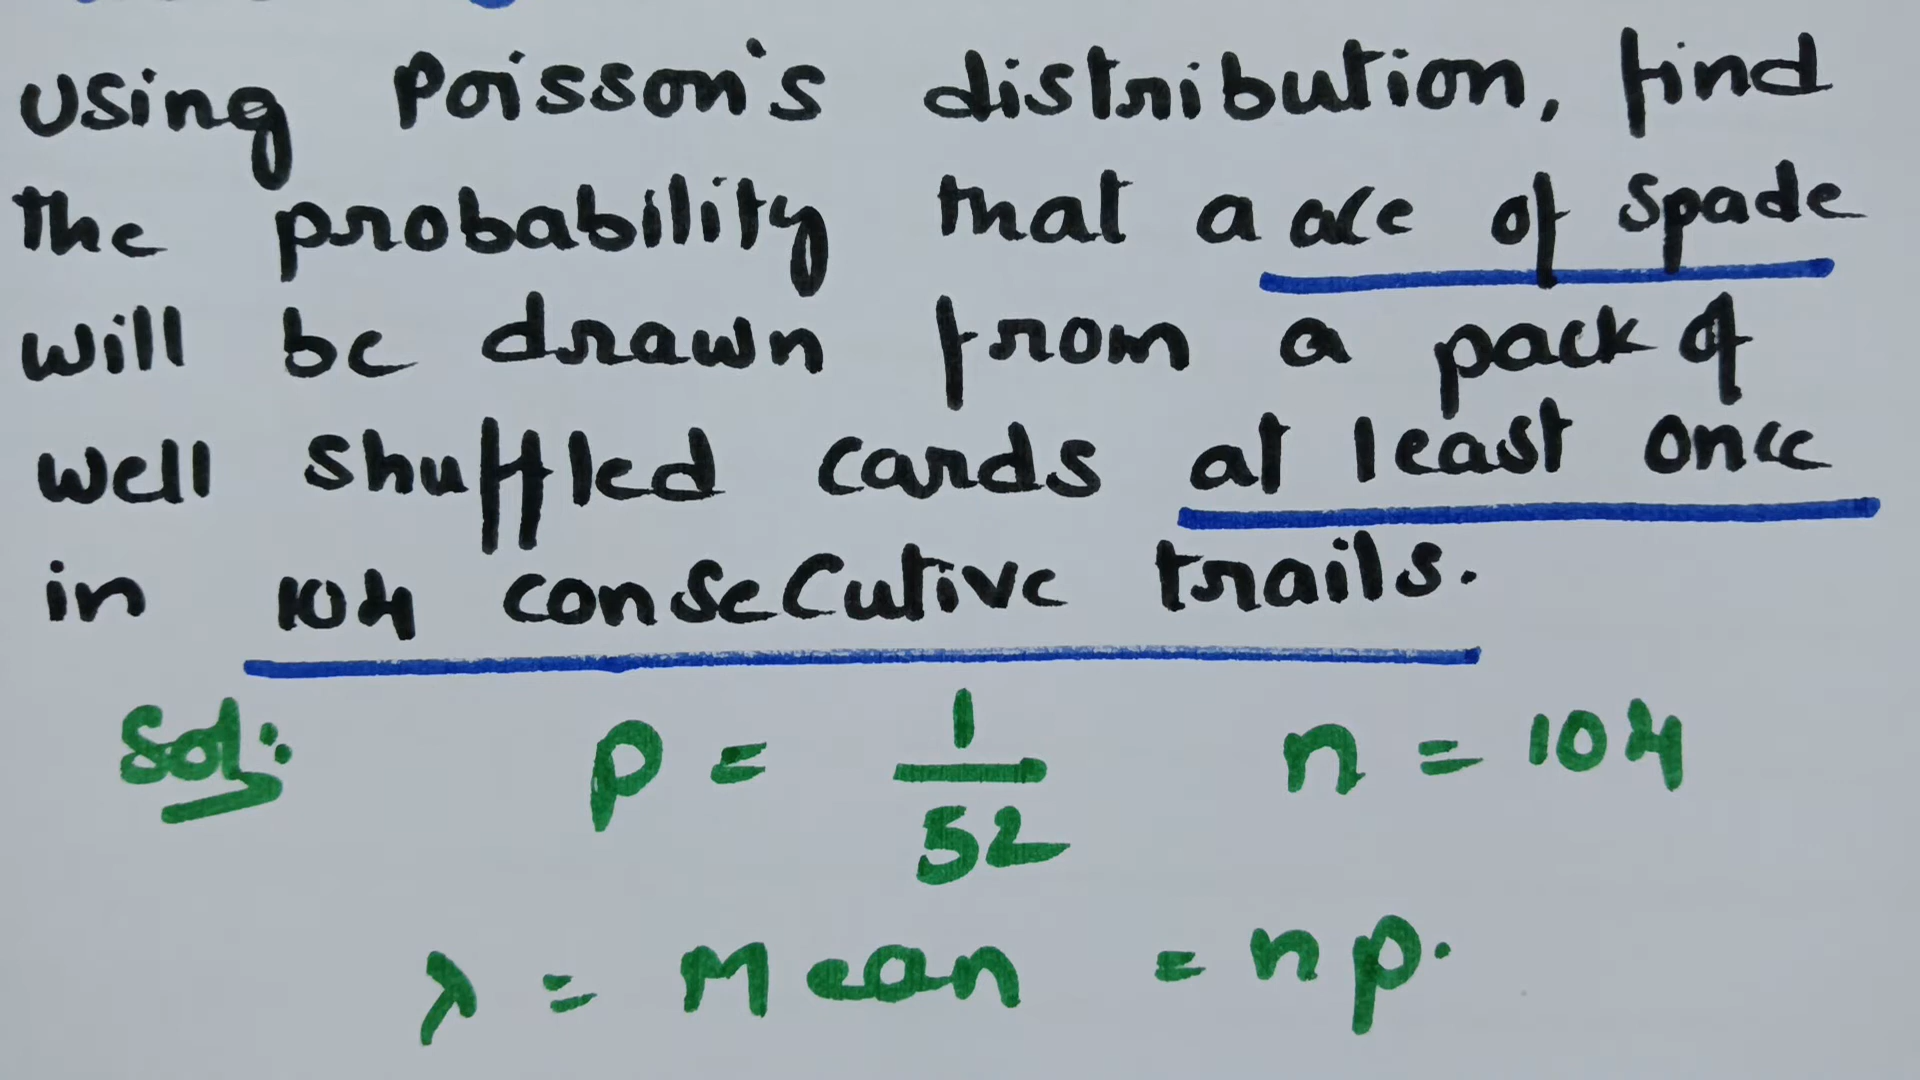 Using Poisson's distribution, find
the probability that a ace of spade
will be drawn from a pack of
well shuffled cards at least once
in 104 consecutive trails.
Sol: p = 1/52 n = 104
λ = Mean = np.